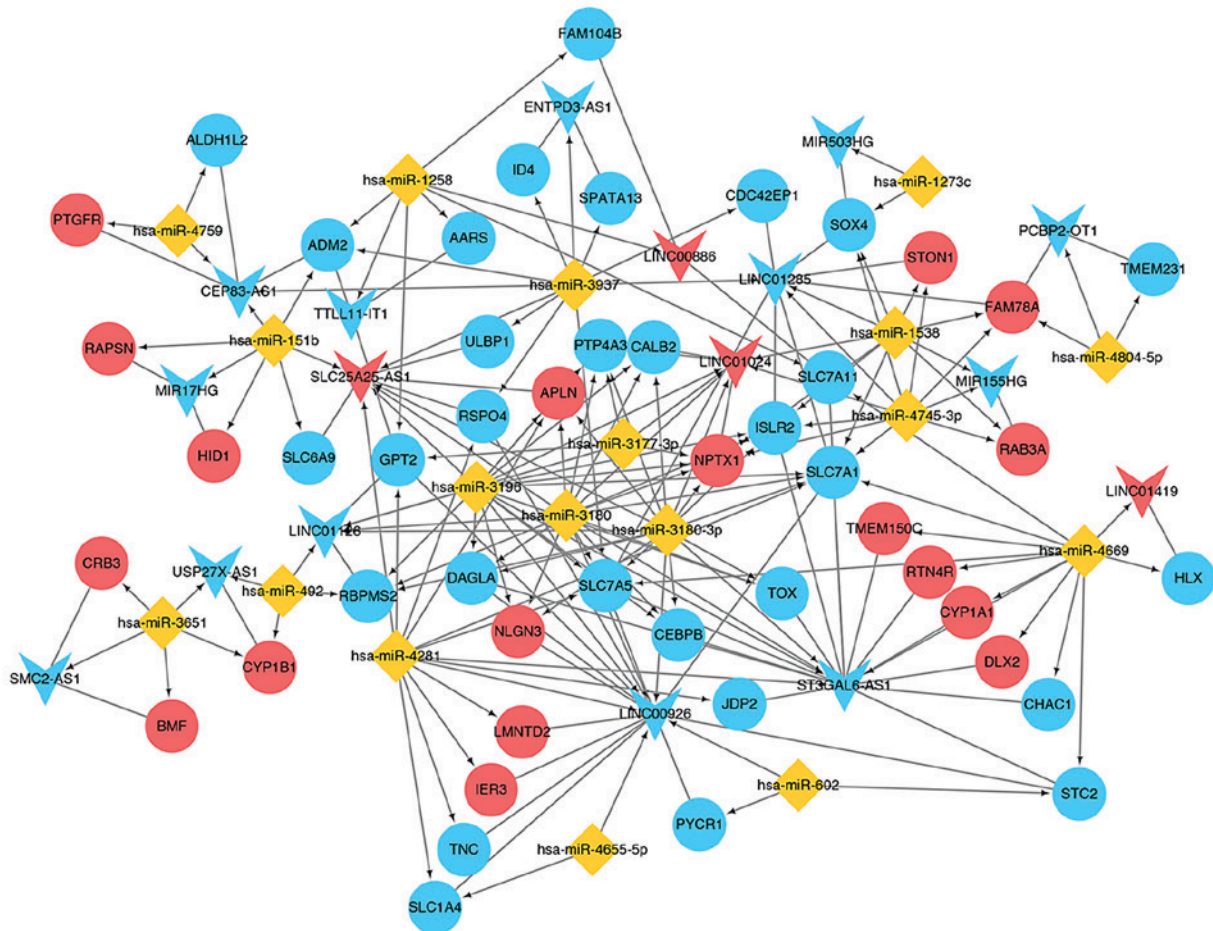 FAM104B
ENTPD3-AS1
ALDH1L2
MIR503HG
hsa-miR-1258
ID4
hsa-miR-1273c
CDC42EP1
SPATA13
PTGFR
hsa-miR-4759
SOX4
PCBP2-OT1
ADM2
AARS
LINC00886
STON1
TMEM231
CEP83-AS1
hsa-miR-3937
LINC01285
FAM78A
TTLL11-IT1
hsa-miR-151b
hsa-miR-1538
ULBP1
PTP4A3
CALB2
RAPSN
hsa-miR-4804-5p
LINC01024
SLC7A11
MIR155HG
SLC25A25-AS1
MIR17HG
APLN
RSPO4
hsa-miR-4745-3p
ISLR2
hsa-miR-3177-3p
RAB3A
SLC6A9
HID1
GPT2
NPTX1
SLC7A1
hsa-miR-3196
LINC01419
hsa-miR-3180
LINC01126
hsa-miR-3180-3p
TMEM150C
hsa-miR-4669
CRB3
USP27X-AS1
DAGLA
SLC7A5
RTN4R
HLX
hsa-miR-492
RBPMS2
TOX
CYP1A1
hsa-miR-3651
NLGN3
CEBPB
hsa-miR-4281
CYP1B1
DLX2
SMC2-AS1
ST3GAL6-AS1
JDP2
CHAC1
LINC00926
BMF
LMNTD2
IER3
hsa-miR-602
STC2
PYCR1
TNC
hsa-miR-4655-5p
SLC1A4